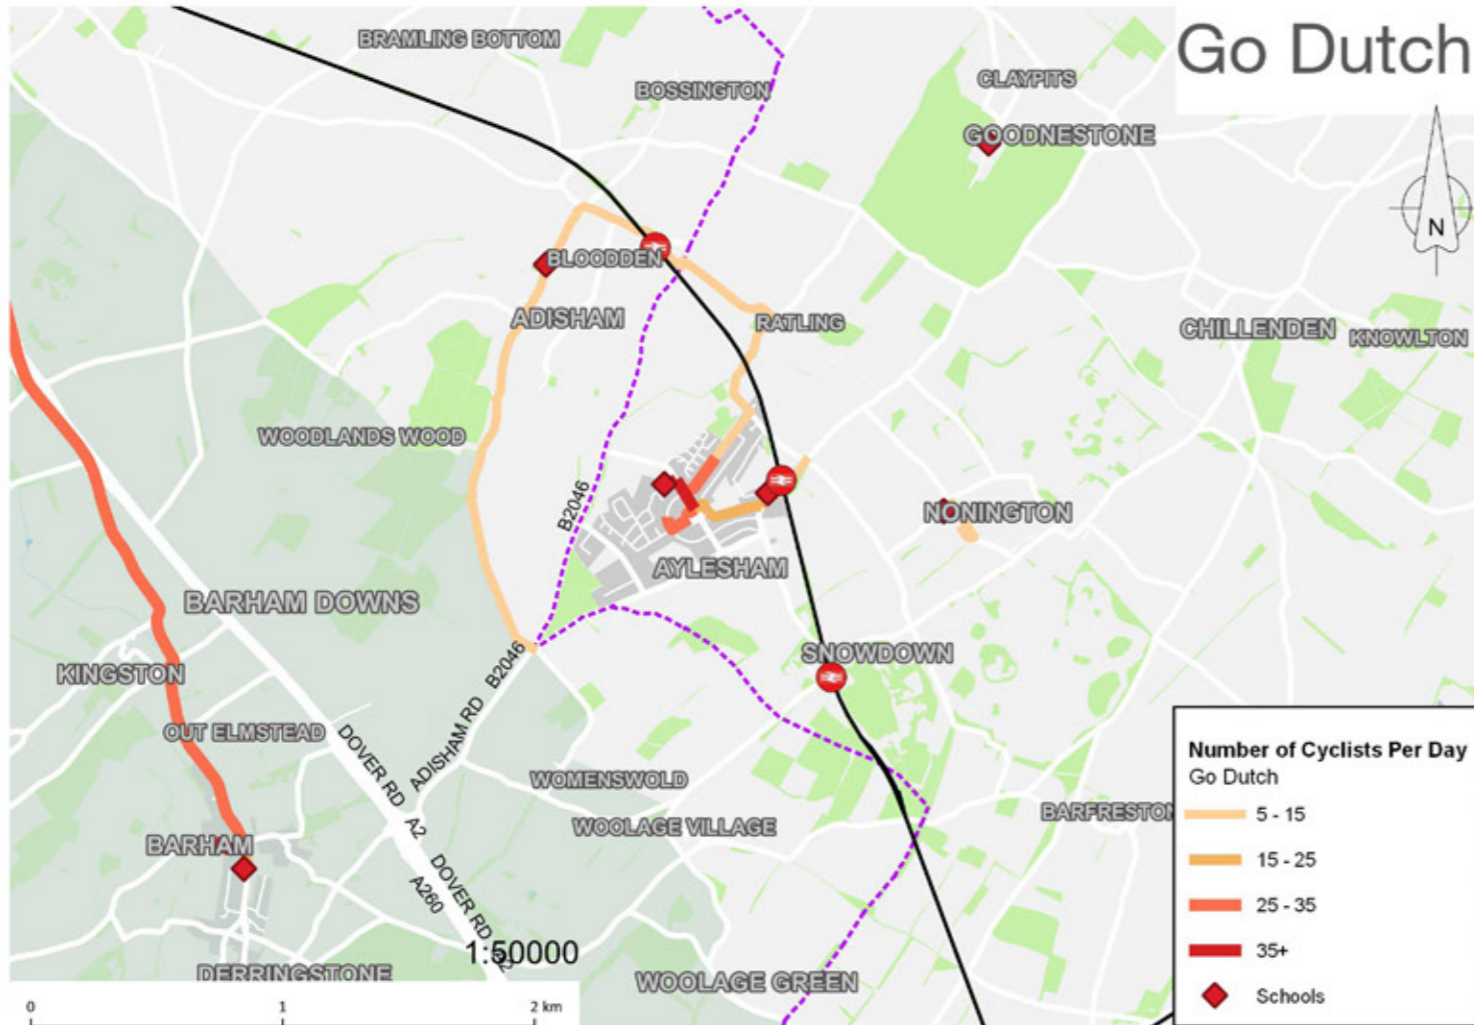 Go Dutch
BRAMLING BOTTOM
BOSSINGTON
CLAYPITS
GOODNESTONE
N
BLOODDEN
ADISHAM
RATLING
CHILLENDEN
KNOWLTON
WOODLANDS WOOD
B2046
NONINGTON
AYLESHAM
BARHAM DOWNS
KINGSTON
B2046
SNOWDOWN
OUT ELMSTEAD
ADISHAM RD
DOVER RD
A2
WOMENSWOLD
WOOLAGE VILLAGE
BARFRESTON
BARHAM
DOVER RD
A260
1:50000
DERRINGSTONE
WOOLAGE GREEN
0 1 2 km
Number of Cyclists Per Day
Go Dutch
5 - 15
15 - 25
25 - 35
35+
Schools